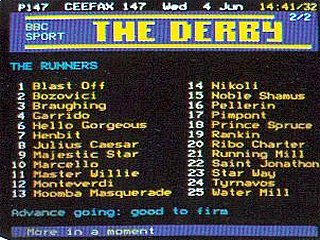 P147 CEEFAX 147 Wed 4 Jun 14:41/32
2/2
BBC
SPORT
THE DERBY
THE RUNNERS
1 Blast Off
2 Bozovici
3 Braughing
4 Garrido
6 Hello Gorgeous
7 Henbit
8 Julius Caesar
9 Majestic Star
10 Marcello
11 Master Willie
12 Monteverdi
13 Moomba Masquerade
14 Nikoli
15 Noble Shamus
16 Pellerin
17 Pimpont
18 Prince Spruce
19 Rankin
20 Ribo Charter
21 Running Mill
22 Saint Jonathon
23 Star Way
24 Tyrnavos
25 Water Mill
Advance going: good to firm
More in a moment